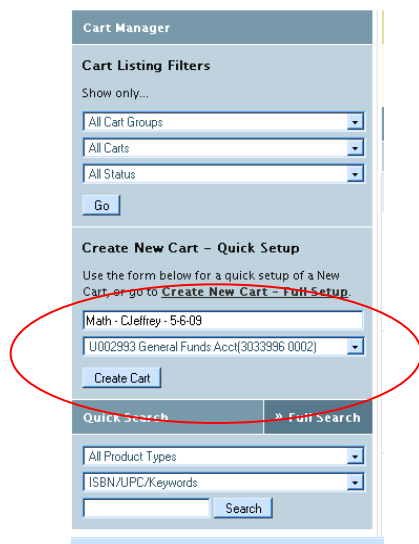 Cart Manager
Cart Listing Filters
Show only...
All Cart Groups
All Carts
All Status
Go
Create New Cart - Quick Setup
Use the form below for a quick setup of a New
Cart, or go to Create New Cart - Full Setup.
Math - CJeffrey - 5-6-09
U002993 General Funds Acct(3033996 0002)
Create Cart
Quick Search » Full Search
All Product Types
ISBN/UPC/Keywords
Search